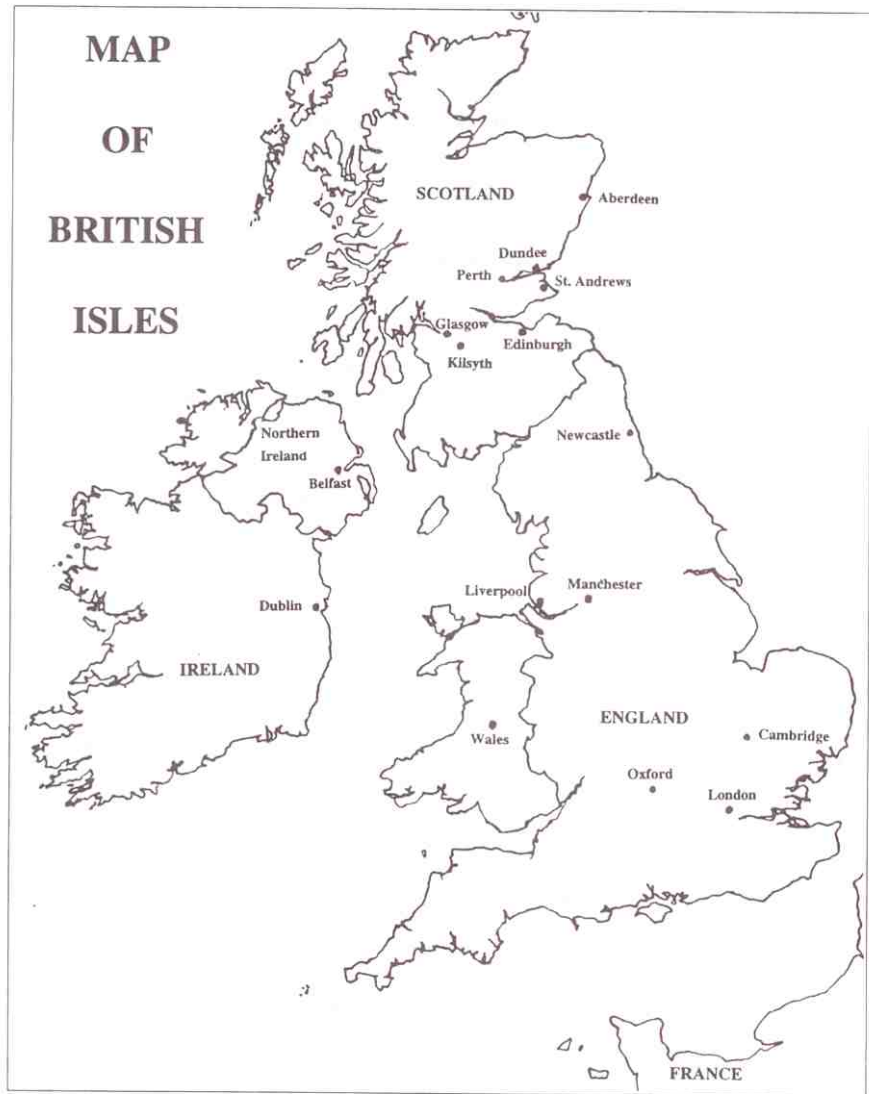 MAP
OF
BRITISH
ISLES
SCOTLAND
Aberdeen
Dundee
Perth
St. Andrews
Glasgow
Edinburgh
Kilsyth
Northern
Ireland
Newcastle
Belfast
Liverpool
Manchester
Dublin
IRELAND
ENGLAND
Wales
Cambridge
Oxford
London
FRANCE